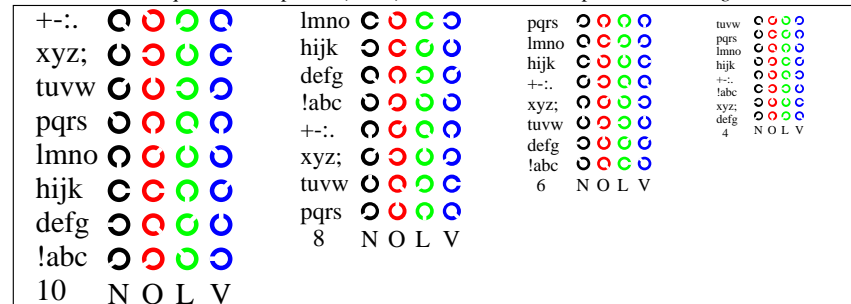 +-:.
xyz;
tuvw
pqrs
lmno
hijk
defg
!abc
10 N O L V
lmno
hijk
defg
!abc
+-:.
xyz;
tuvw
pqrs
8 N O L V
pqrs
lmno
hijk
+-:.
xyz;
tuvw
defg
!abc
6 N O L V
tuvw
pqrs
lmno
hijk
+-:.
!abc
xyz;
defg
4 N O L V